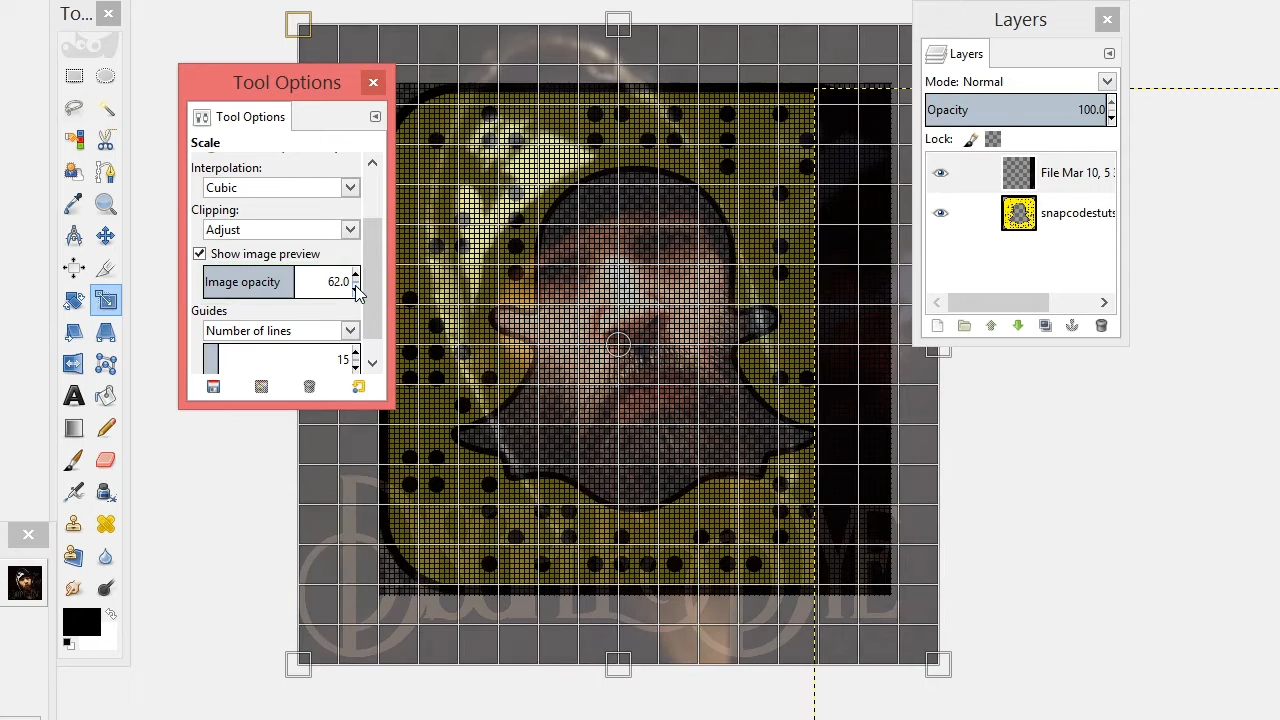 To...
Tool Options
Tool Options
Scale
Interpolation:
Cubic
Clipping:
Adjust
Show image preview
Image opacity 62.0
Guides
Number of lines
15
Layers
Layers
Mode: Normal
Opacity 100.0
Lock:
File Mar 10, 5
snapcodestuts